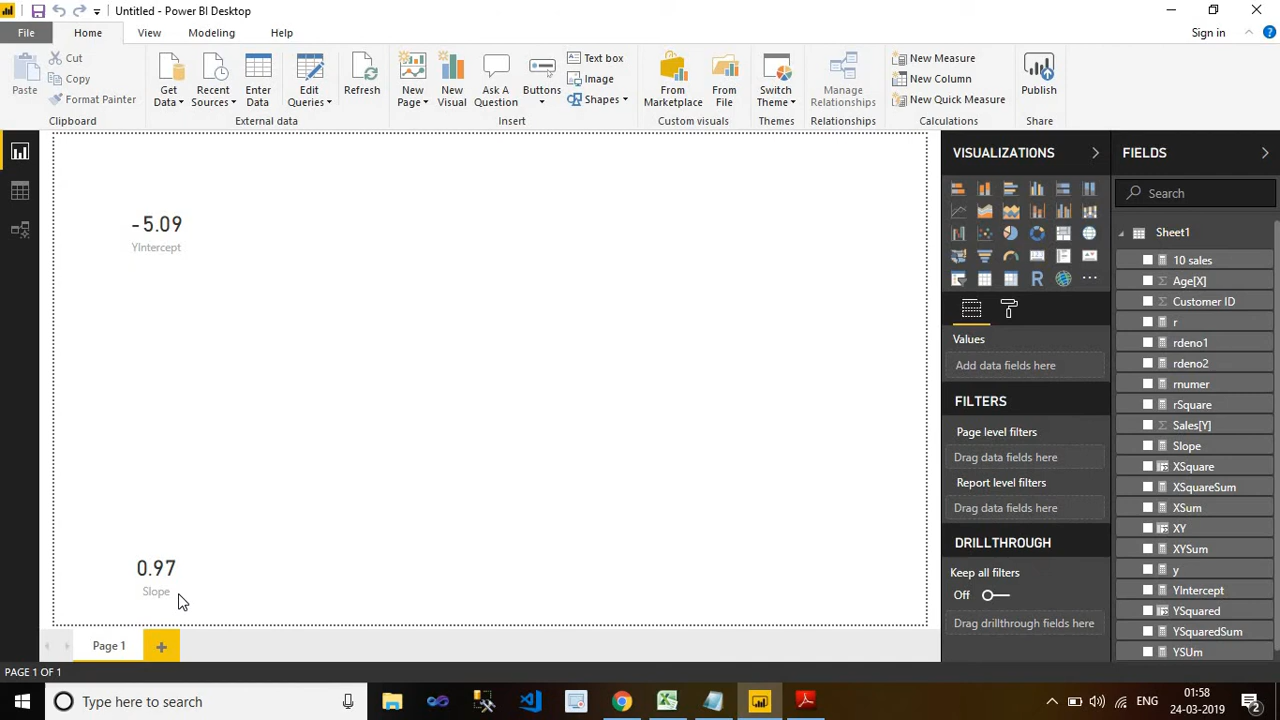 Untitled - Power BI Desktop
File
Home
View
Modeling
Help
Sign in
Paste
Cut
Copy
Format Painter
Clipboard
Get Data
Recent Sources
Enter Data
Edit Queries
Refresh
External data
New Page
New Visual
Ask A Question
Buttons
Text box
Image
Shapes
Insert
From Marketplace
From File
Custom visuals
Switch Theme
Themes
Manage Relationships
Relationships
New Measure
New Column
New Quick Measure
Calculations
Publish
Share
-5.09
YIntercept
0.97
Slope
VISUALIZATIONS
R
Values
Add data fields here
FILTERS
Page level filters
Drag data fields here
Report level filters
Drag data fields here
DRILLTHROUGH
Keep all filters
Off
Drag drillthrough fields here
FIELDS
Search
Sheet1
10 sales
Age[X]
Customer ID
r
rdeno1
rdeno2
rnumer
rSquare
Sales[Y]
Slope
XSquare
XSquareSum
XSum
XY
XYSum
y
YIntercept
YSquared
YSquaredSum
YSUm
Page 1
PAGE 1 OF 1
Type here to search
ENG
01:58
24-03-2019
2